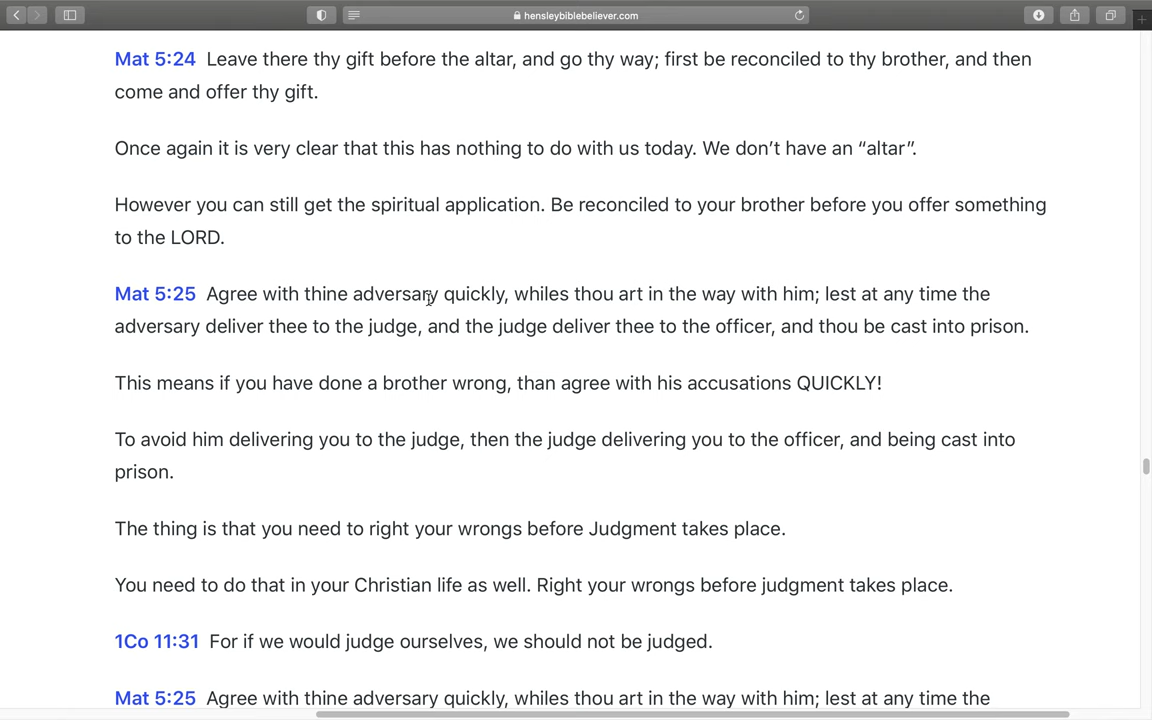 hensleybiblebeliever.com
Mat 5:24 Leave there thy gift before the altar, and go thy way; first be reconciled to thy brother, and then
come and offer thy gift.
Once again it is very clear that this has nothing to do with us today. We don’t have an “altar”.
However you can still get the spiritual application. Be reconciled to your brother before you offer something
to the LORD.
Mat 5:25 Agree with thine adversary quickly, whiles thou art in the way with him; lest at any time the
adversary deliver thee to the judge, and the judge deliver thee to the officer, and thou be cast into prison.
This means if you have done a brother wrong, than agree with his accusations QUICKLY!
To avoid him delivering you to the judge, then the judge delivering you to the officer, and being cast into
prison.
The thing is that you need to right your wrongs before Judgment takes place.
You need to do that in your Christian life as well. Right your wrongs before judgment takes place.
1Co 11:31 For if we would judge ourselves, we should not be judged.
Mat 5:25 Agree with thine adversary quickly, whiles thou art in the way with him; lest at any time the